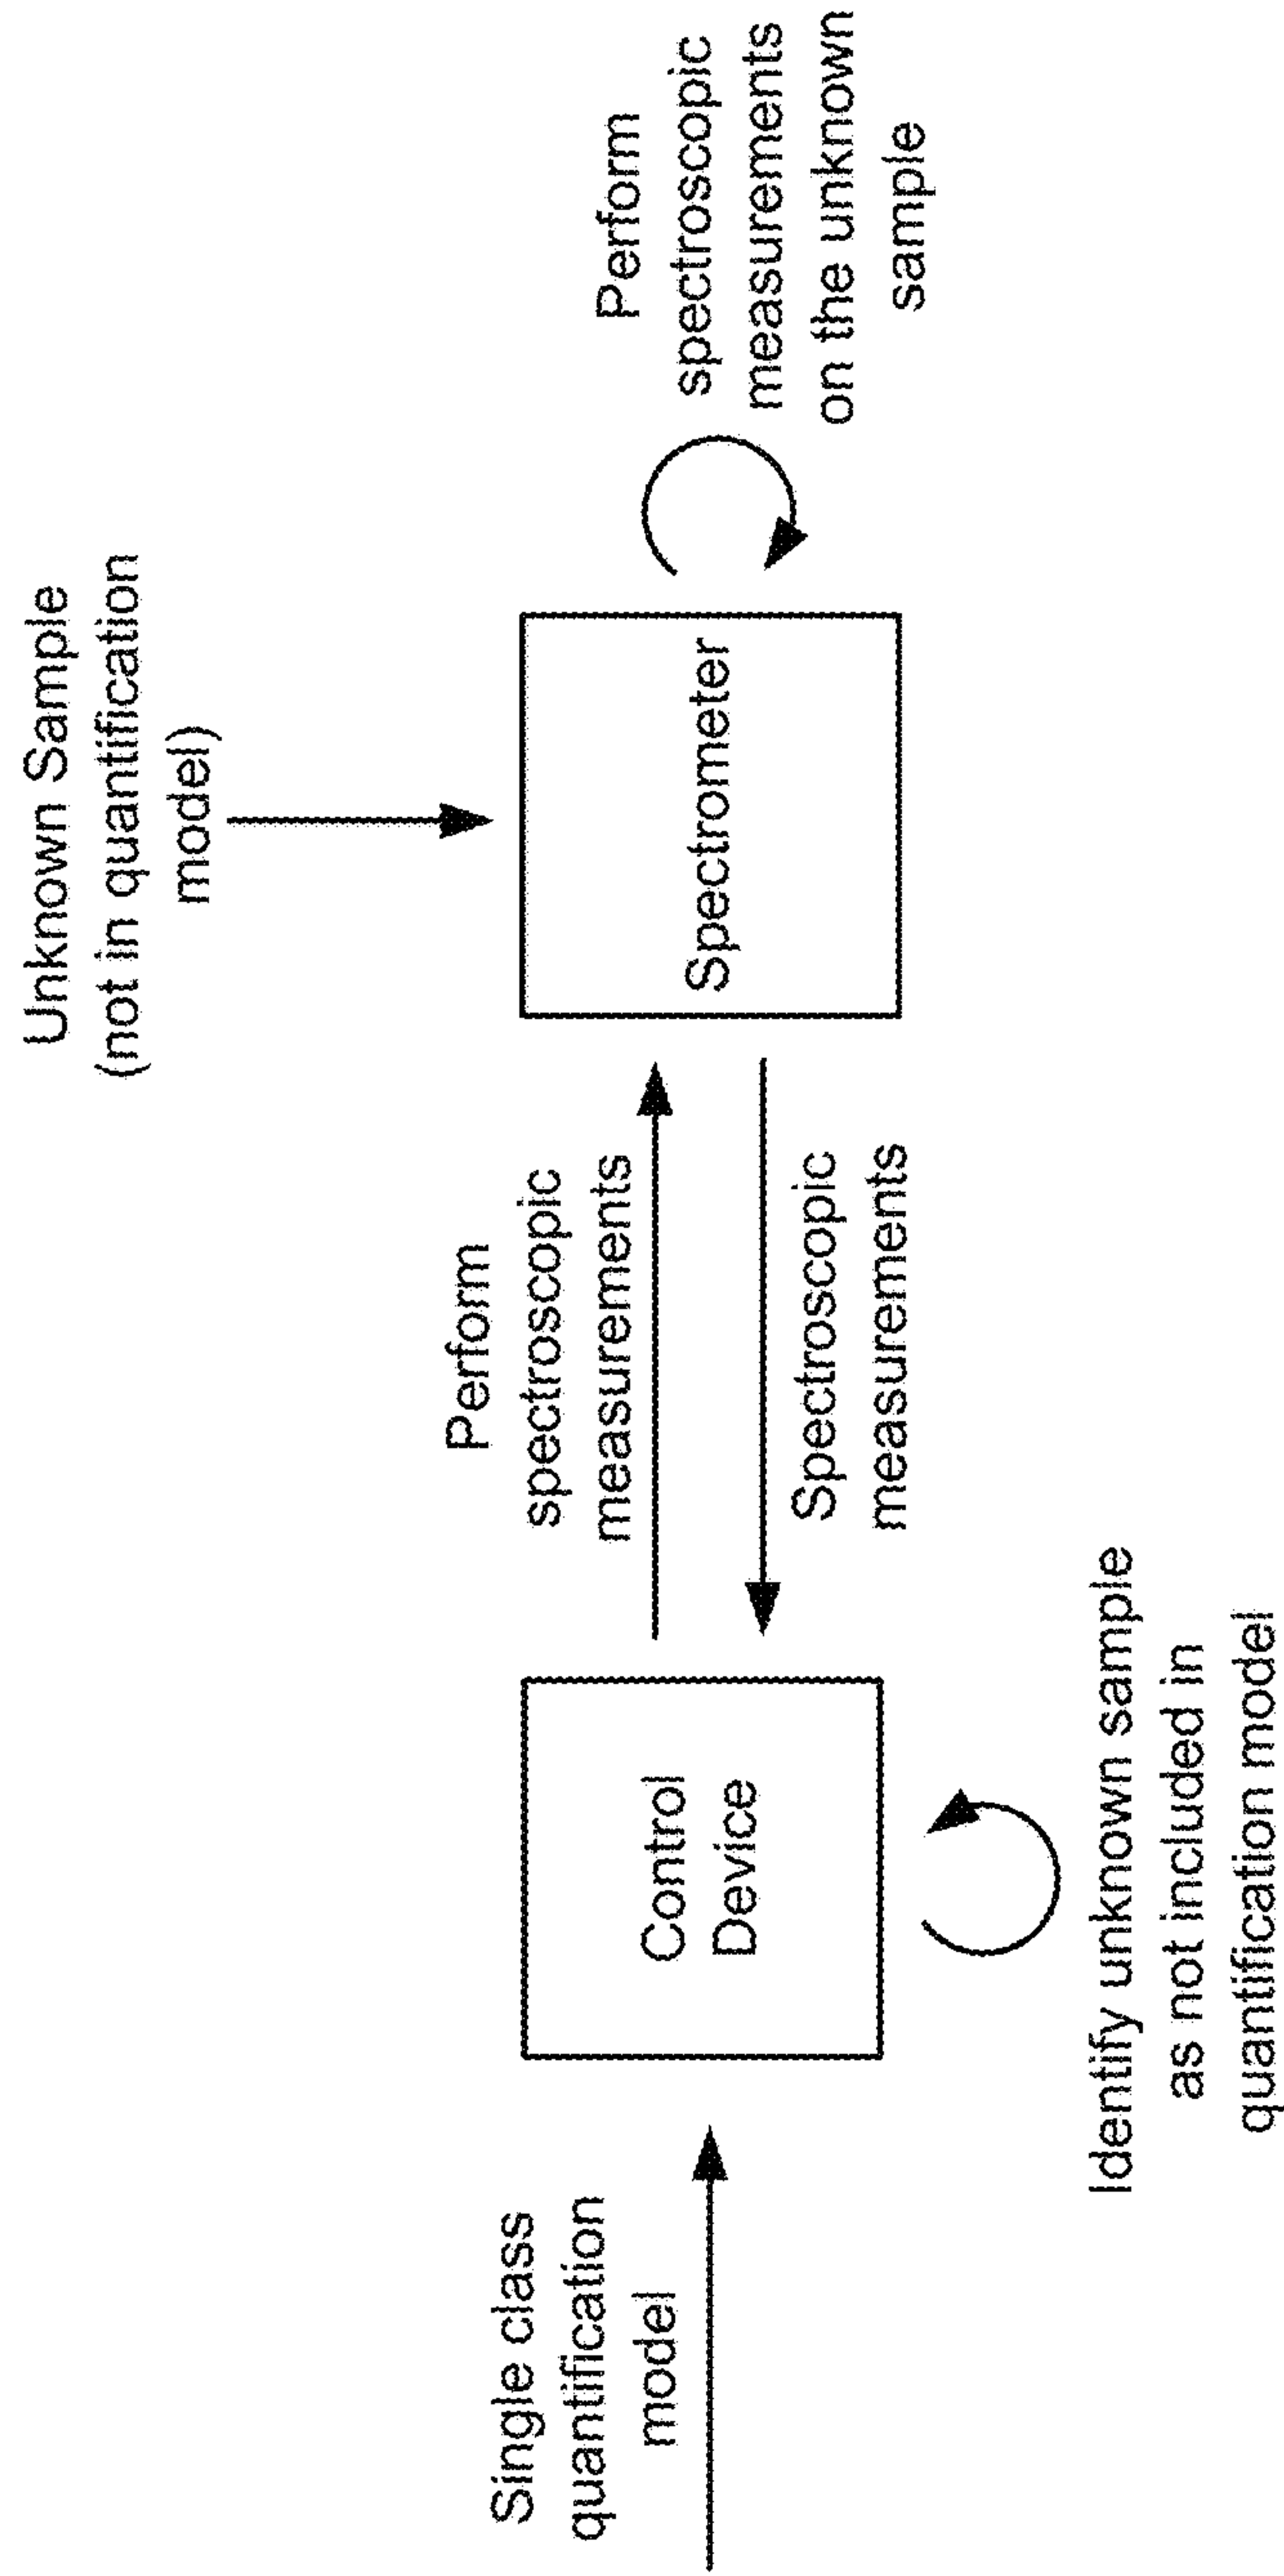 Unknown Sample
(not in quantification
model)
Single class
quantification
model
Control
Device
Perform
spectroscopic
measurements
Spectroscopic
measurements
Spectrometer
Perform
spectroscopic
measurements
on the unknown
sample
Identify unknown sample
as not included in
quantification model